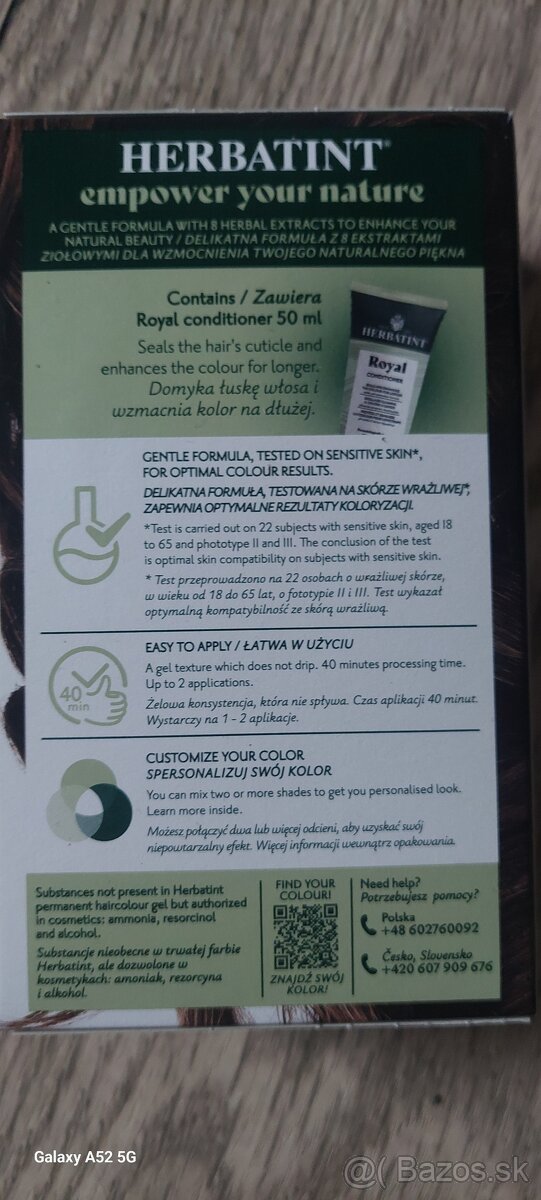 HERBATINT®
empower your nature
A GENTLE FORMULA WITH 8 HERBAL EXTRACTS TO ENHANCE YOUR
NATURAL BEAUTY / DELIKATNA FORMUŁA Z 8 EKSTRAKTAMI
ZIOŁOWYMI DLA WZMOCNIENIA TWOJEGO NATURALNEGO PIĘKNA
Contains / Zawiera
Royal conditioner 50 ml
Seals the hair's cuticle and
enhances the colour for longer.
Domyka łuskę włosa i
wzmacnia kolor na dłużej.
HERBATINT
Royal
CONDITIONER
GENTLE FORMULA, TESTED ON SENSITIVE SKIN*,
FOR OPTIMAL COLOUR RESULTS.
DELIKATNA FORMUŁA, TESTOWANA NA SKÓRZE WRAŻLIWEJ*,
ZAPEWNIA OPTYMALNE REZULTATY KOLORYZACJI.
*Test is carried out on 22 subjects with sensitive skin, aged 18
to 65 and phototype II and III. The conclusion of the test
is optimal skin compatibility on subjects with sensitive skin.
* Test przeprowadzono na 22 osobach o wrażliwej skórze,
w wieku od 18 do 65 lat, o fototypie II i III. Test wykazał
optymalną kompatybilność ze skórą wrażliwą.
40
min
EASY TO APPLY / ŁATWA W UŻYCIU
A gel texture which does not drip. 40 minutes processing time.
Up to 2 applications.
Żelowa konsystencja, która nie spływa. Czas aplikacji 40 minut.
Wystarczy na 1 - 2 aplikacje.
CUSTOMIZE YOUR COLOR
SPERSONALIZUJ SWÓJ KOLOR
You can mix two or more shades to get you personalised look.
Learn more inside.
Możesz połączyć dwa lub więcej odcieni, aby uzyskać swój
niepowtarzalny efekt. Więcej informacji wewnątrz opakowania.
Substances not present in Herbatint
permanent haircolour gel but authorized
in cosmetics: ammonia, resorcinol
and alcohol.
Substancje nieobecne w trwałej farbie
Herbatint, ale dozwolone w
kosmetykach: amoniak, rezorcyna
i alkohol.
FIND YOUR
COLOUR!
ZNAJDŹ SWÓJ
KOLOR!
Need help?
Potrzebujesz pomocy?
Polska
+48 602760092
Česko, Slovensko
+420 607 909 676
Galaxy A52 5G
@( Bazos.sk